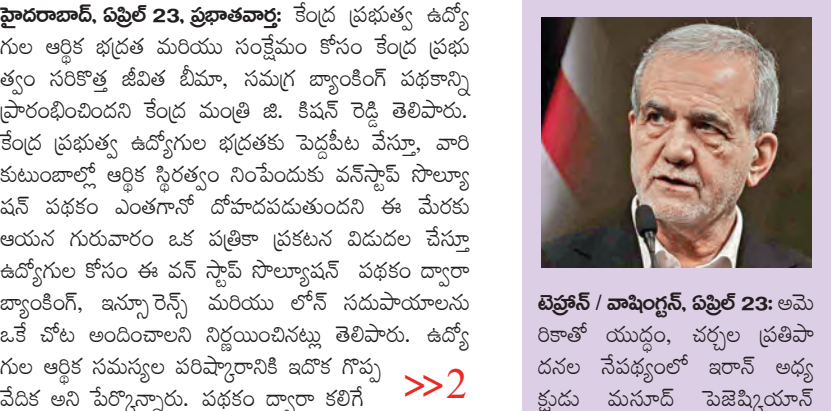 హైదరాబాద్, ఏప్రిల్ 23, ప్రభాతవార్త: కేంద్ర ప్రభుత్వ ఉద్యో
గుల ఆర్థిక భద్రత మరియు సంక్షేమం కోసం కేంద్ర ప్రభు
త్వం సరికొత్త జీవిత బీమా, సమగ్ర బ్యాంకింగ్ పథకాన్ని
ప్రారంభించిందని కేంద్ర మంత్రి జి. కిషన్ రెడ్డి తెలిపారు.
కేంద్ర ప్రభుత్వ ఉద్యోగుల భద్రతకు పెద్దపీట వేస్తూ, వారి
కుటుంబాల్లో ఆర్థిక స్థిరత్వం నింపేందుకు వన్‌స్టాప్ సొల్యూ
షన్ పథకం ఎంతగానో దోహదపడుతుందని ఈ మేరకు
ఆయన గురువారం ఒక పత్రికా ప్రకటన విడుదల చేస్తూ
ఉద్యోగుల కోసం ఈ వన్ స్టాప్ సొల్యూషన్ పథకం ద్వారా
బ్యాంకింగ్, ఇన్సూరెన్స్ మరియు లోన్ సదుపాయాలను
ఒకే చోట అందించాలని నిర్ణయించినట్లు తెలిపారు. ఉద్యో
గుల ఆర్థిక సమస్యల పరిష్కారానికి ఇదొక గొప్ప
వేదిక అని పేర్కొన్నారు. పథకం ద్వారా కలిగే
>>2
టెహ్రాన్ / వాషింగ్టన్, ఏప్రిల్ 23: అమె
రికాతో యుద్ధం, చర్చల ప్రతిపా
దనల నేపథ్యంలో ఇరాన్ అధ్య
క్షుడు మసూద్ పెజెష్కియాన్